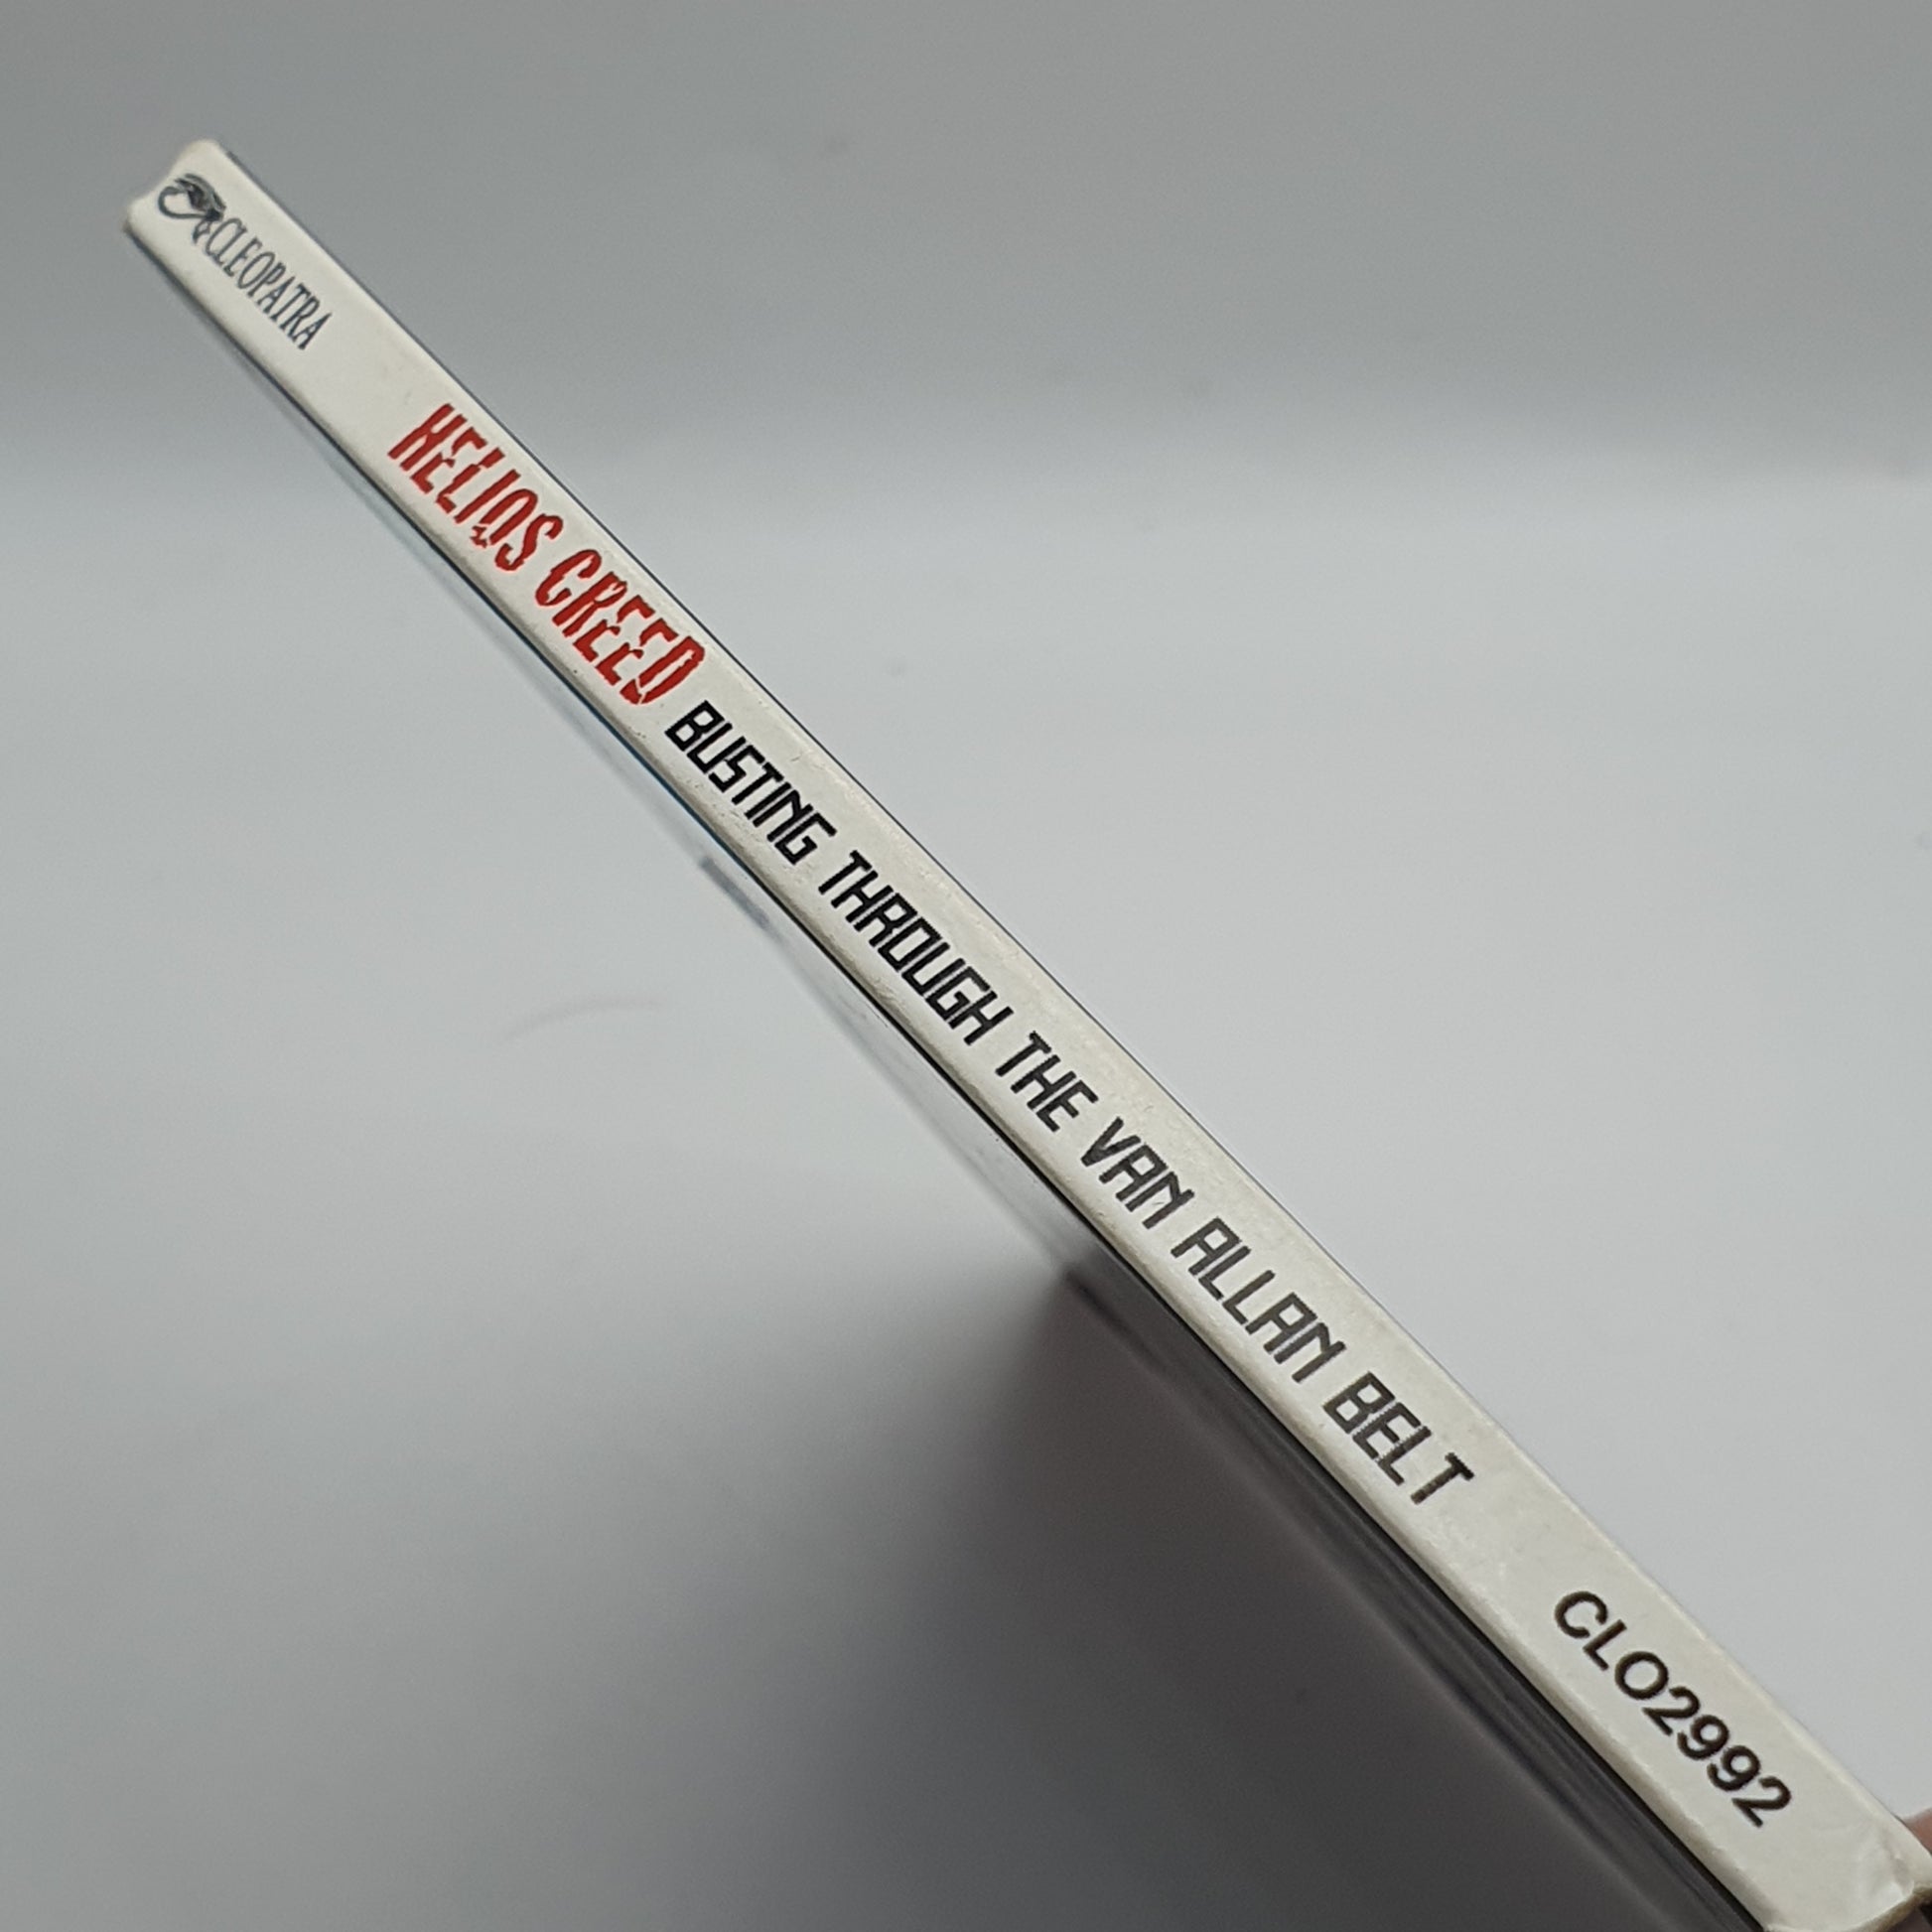 CLEOPATRA HELIOS CREED BUSTING THROUGH THE VAN ALLAN BELT CLO2992